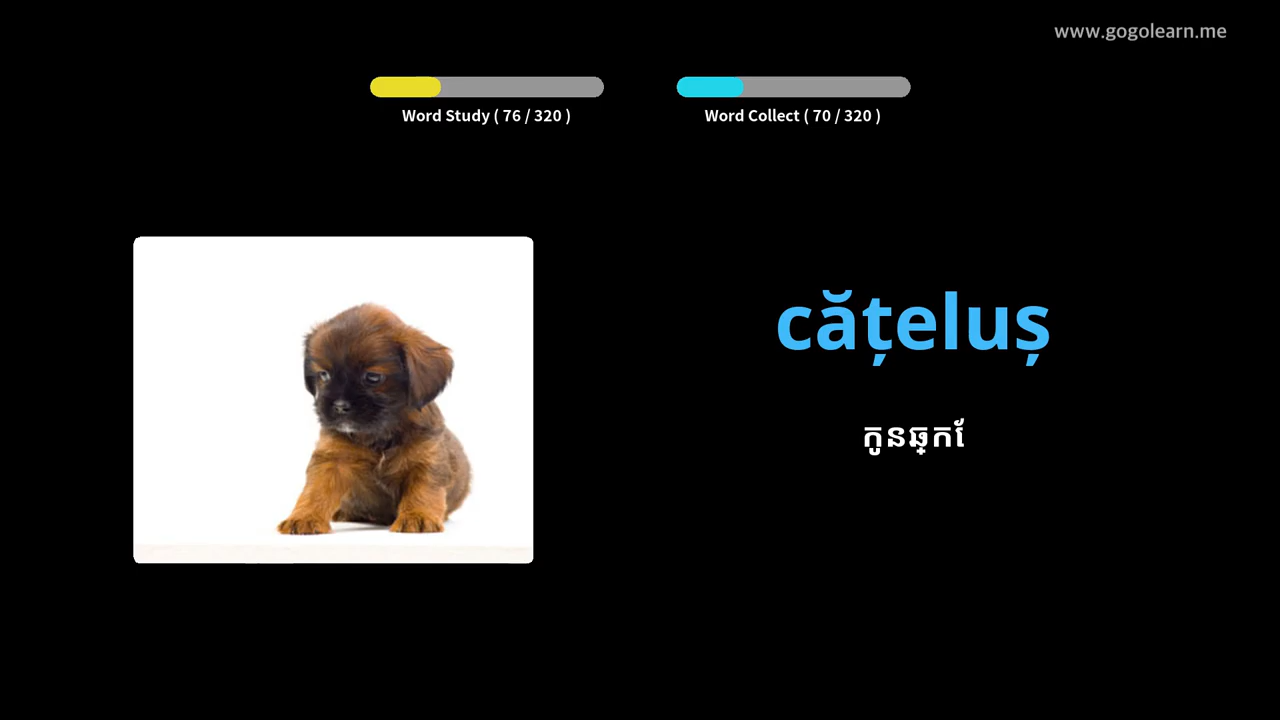 www.gogolearn.me
Word Study ( 76 / 320 )
Word Collect ( 70 / 320 )
cățeluș
កូនឆ្កែ